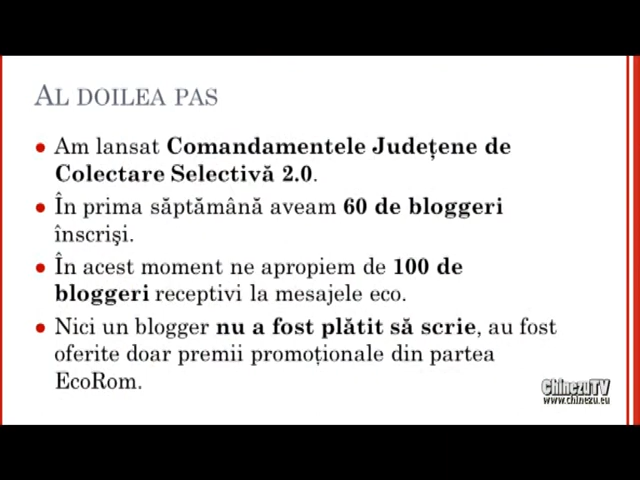 AL DOILEA PAS
• Am lansat Comandamentele Județene de
Colectare Selectivă 2.0.
• În prima săptămână aveam 60 de bloggeri
înscriși.
• În acest moment ne apropiem de 100 de
bloggeri receptivi la mesajele eco.
• Nici un blogger nu a fost plătit să scrie, au fost
oferite doar premii promoționale din partea
EcoRom.
ChinezuTV
www.chinezu.eu